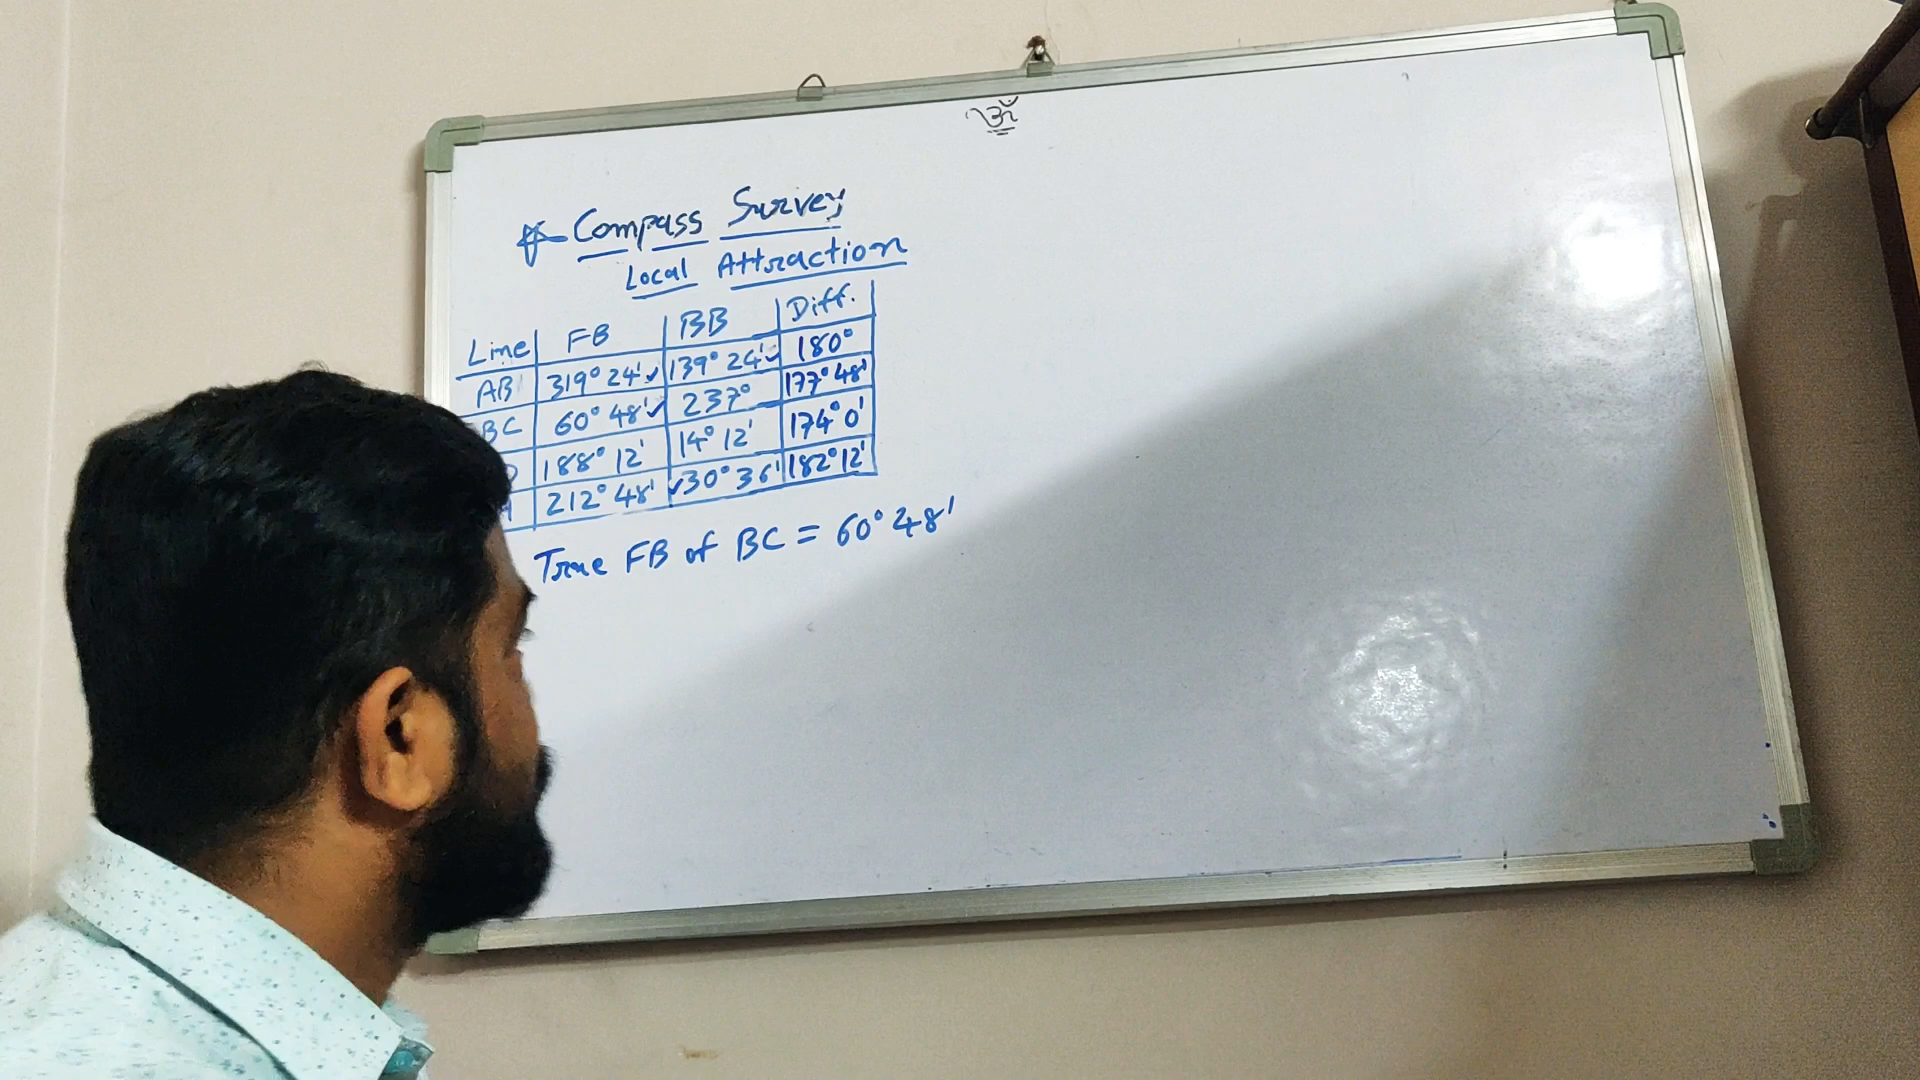 ॐ
Compass Survey
Local Attraction
Line FB BB Diff.
AB 319° 24' ✓ 139° 24' ✓ 180°
BC 60° 48' ✓ 237° 177° 48'
188° 12' 14° 12' 174° 0'
212° 48' ✓ 30° 36' 182° 12'
True FB of BC = 60° 48'